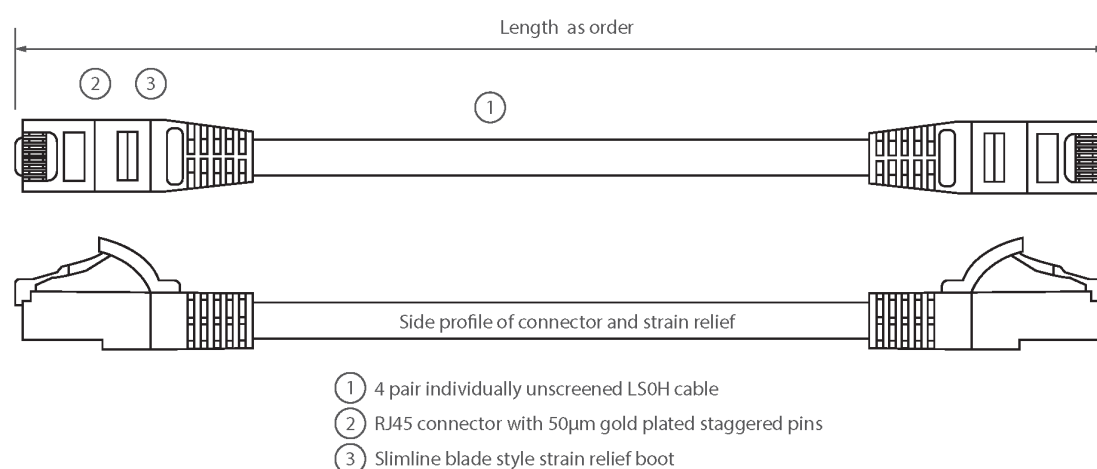 Length as order
2 3
1
Side profile of connector and strain relief
1 4 pair individually unscreened LS0H cable
2 RJ45 connector with 50µm gold plated staggered pins
3 Slimline blade style strain relief boot